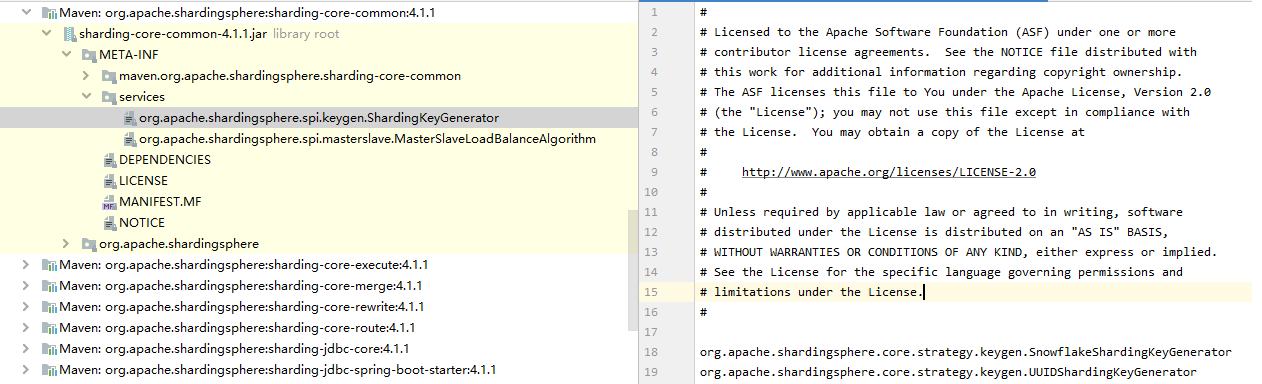 Maven: org.apache.shardingsphere:sharding-core-common:4.1.1
sharding-core-common-4.1.1.jar library root
META-INF
maven.org.apache.shardingsphere.sharding-core-common
services
org.apache.shardingsphere.spi.keygen.ShardingKeyGenerator
org.apache.shardingsphere.spi.masterslave.MasterSlaveLoadBalanceAlgorithm
DEPENDENCIES
LICENSE
MF MANIFEST.MF
NOTICE
org.apache.shardingsphere
Maven: org.apache.shardingsphere:sharding-core-execute:4.1.1
Maven: org.apache.shardingsphere:sharding-core-merge:4.1.1
Maven: org.apache.shardingsphere:sharding-core-rewrite:4.1.1
Maven: org.apache.shardingsphere:sharding-core-route:4.1.1
Maven: org.apache.shardingsphere:sharding-jdbc-core:4.1.1
Maven: org.apache.shardingsphere:sharding-jdbc-spring-boot-starter:4.1.1
1 #
2 # Licensed to the Apache Software Foundation (ASF) under one or more
3 # contributor license agreements.  See the NOTICE file distributed with
4 # this work for additional information regarding copyright ownership.
5 # The ASF licenses this file to You under the Apache License, Version 2.0
6 # (the "License"); you may not use this file except in compliance with
7 # the License.  You may obtain a copy of the License at
8 #
9 #     http://www.apache.org/licenses/LICENSE-2.0
10 #
11 # Unless required by applicable law or agreed to in writing, software
12 # distributed under the License is distributed on an "AS IS" BASIS,
13 # WITHOUT WARRANTIES OR CONDITIONS OF ANY KIND, either express or implied.
14 # See the License for the specific language governing permissions and
15 # limitations under the License.
16 #
17
18 org.apache.shardingsphere.core.strategy.keygen.SnowflakeShardingKeyGenerator
19 org.apache.shardingsphere.core.strategy.keygen.UUIDShardingKeyGenerator